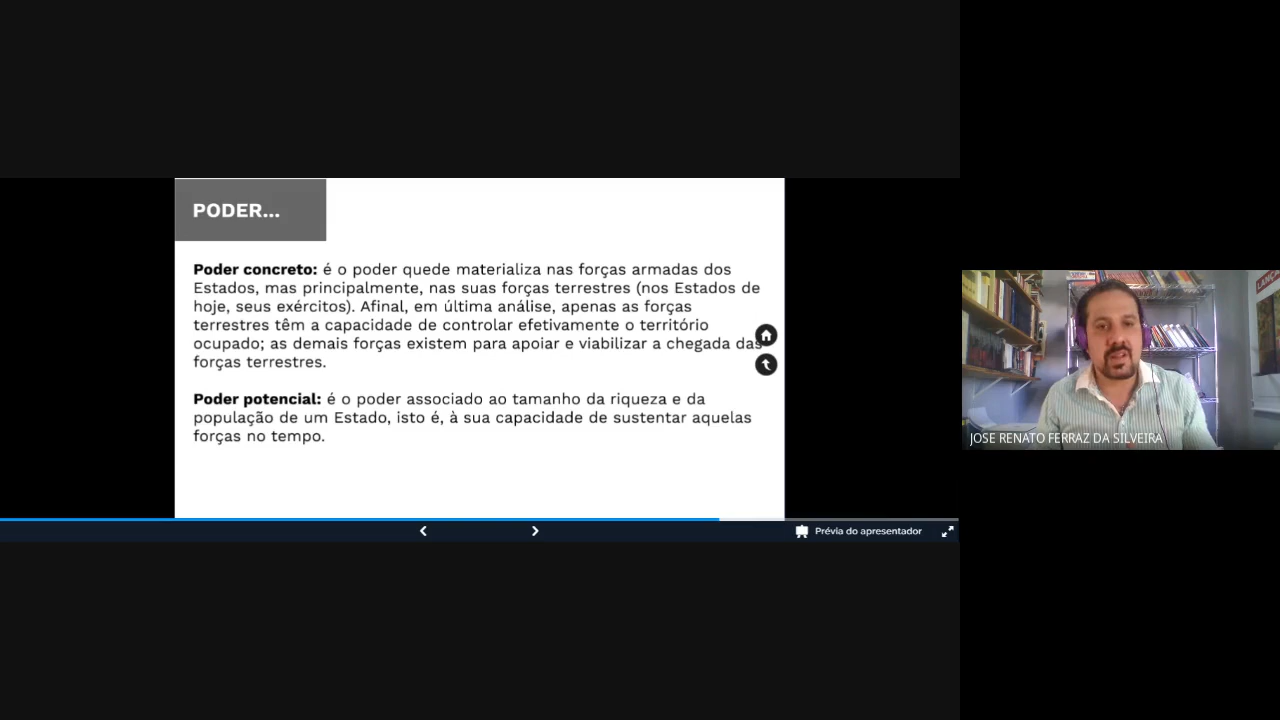 PODER...
Poder concreto: é o poder quede materializa nas forças armadas dos
Estados, mas principalmente, nas suas forças terrestres (nos Estados de
hoje, seus exércitos). Afinal, em última análise, apenas as forças
terrestres têm a capacidade de controlar efetivamente o território
ocupado; as demais forças existem para apoiar e viabilizar a chegada das
forças terrestres.
Poder potencial: é o poder associado ao tamanho da riqueza e da
população de um Estado, isto é, à sua capacidade de sustentar aquelas
forças no tempo.
Prévia do apresentador
JOSE RENATO FERRAZ DA SILVEIRA